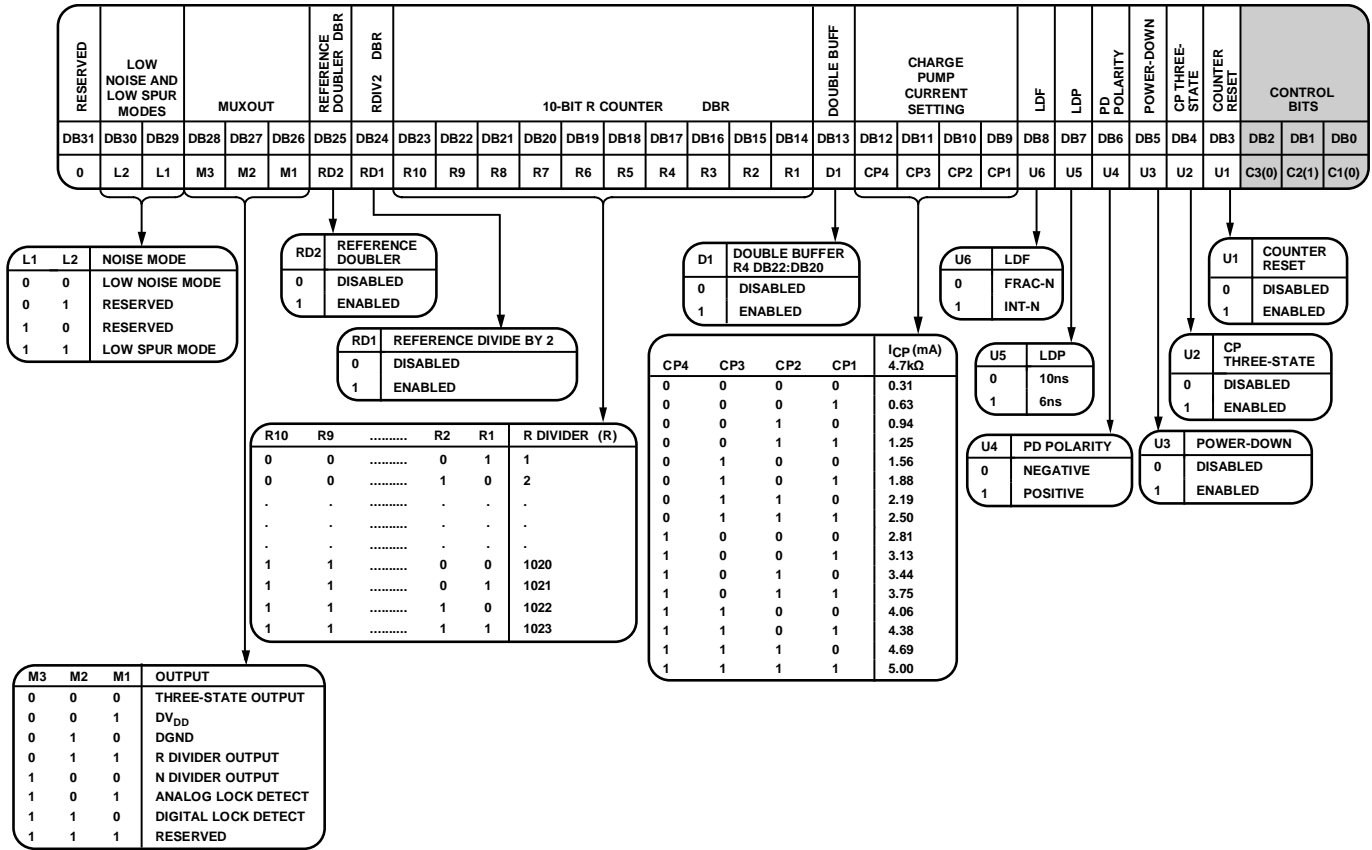 RESERVED
LOW
NOISE AND
LOW SPUR
MODES
MUXOUT
REFERENCE
DOUBLER DBR
RDIV2 DBR
10-BIT R COUNTER DBR
DOUBLE BUFF
CHARGE
PUMP
CURRENT
SETTING
LDF
LDP
PD
POLARITY
POWER-DOWN
CP THREE-
STATE
COUNTER
RESET
CONTROL
BITS
DB31 DB30 DB29 DB28 DB27 DB26 DB25 DB24 DB23 DB22 DB21 DB20 DB19 DB18 DB17 DB16 DB15 DB14 DB13 DB12 DB11 DB10 DB9 DB8 DB7 DB6 DB5 DB4 DB3 DB2 DB1 DB0
0 L2 L1 M3 M2 M1 RD2 RD1 R10 R9 R8 R7 R6 R5 R4 R3 R2 R1 D1 CP4 CP3 CP2 CP1 U6 U5 U4 U3 U2 U1 C3(0) C2(1) C1(0)
L1 L2 NOISE MODE
0 0 LOW NOISE MODE
0 1 RESERVED
1 0 RESERVED
1 1 LOW SPUR MODE
RD2 REFERENCE
DOUBLER
0 DISABLED
1 ENABLED
RD1 REFERENCE DIVIDE BY 2
0 DISABLED
1 ENABLED
R10 R9 .......... R2 R1 R DIVIDER (R)
0 0 .......... 0 1 1
0 0 .......... 1 0 2
. . .......... . . .
. . .......... . . .
. . .......... . . .
1 1 .......... 0 0 1020
1 1 .......... 0 1 1021
1 1 .......... 1 0 1022
1 1 .......... 1 1 1023
D1 DOUBLE BUFFER
R4 DB22:DB20
0 DISABLED
1 ENABLED
CP4 CP3 CP2 CP1 ICP (mA)
4.7kΩ
0 0 0 0 0.31
0 0 0 1 0.63
0 0 1 0 0.94
0 0 1 1 1.25
0 1 0 0 1.56
0 1 0 1 1.88
0 1 1 0 2.19
0 1 1 1 2.50
1 0 0 0 2.81
1 0 0 1 3.13
1 0 1 0 3.44
1 0 1 1 3.75
1 1 0 0 4.06
1 1 0 1 4.38
1 1 1 0 4.69
1 1 1 1 5.00
U6 LDF
0 FRAC-N
1 INT-N
U5 LDP
0 10ns
1 6ns
U4 PD POLARITY
0 NEGATIVE
1 POSITIVE
U1 COUNTER
RESET
0 DISABLED
1 ENABLED
U2 CP
THREE-STATE
0 DISABLED
1 ENABLED
U3 POWER-DOWN
0 DISABLED
1 ENABLED
M3 M2 M1 OUTPUT
0 0 0 THREE-STATE OUTPUT
0 0 1 DVDD
0 1 0 DGND
0 1 1 R DIVIDER OUTPUT
1 0 0 N DIVIDER OUTPUT
1 0 1 ANALOG LOCK DETECT
1 1 0 DIGITAL LOCK DETECT
1 1 1 RESERVED